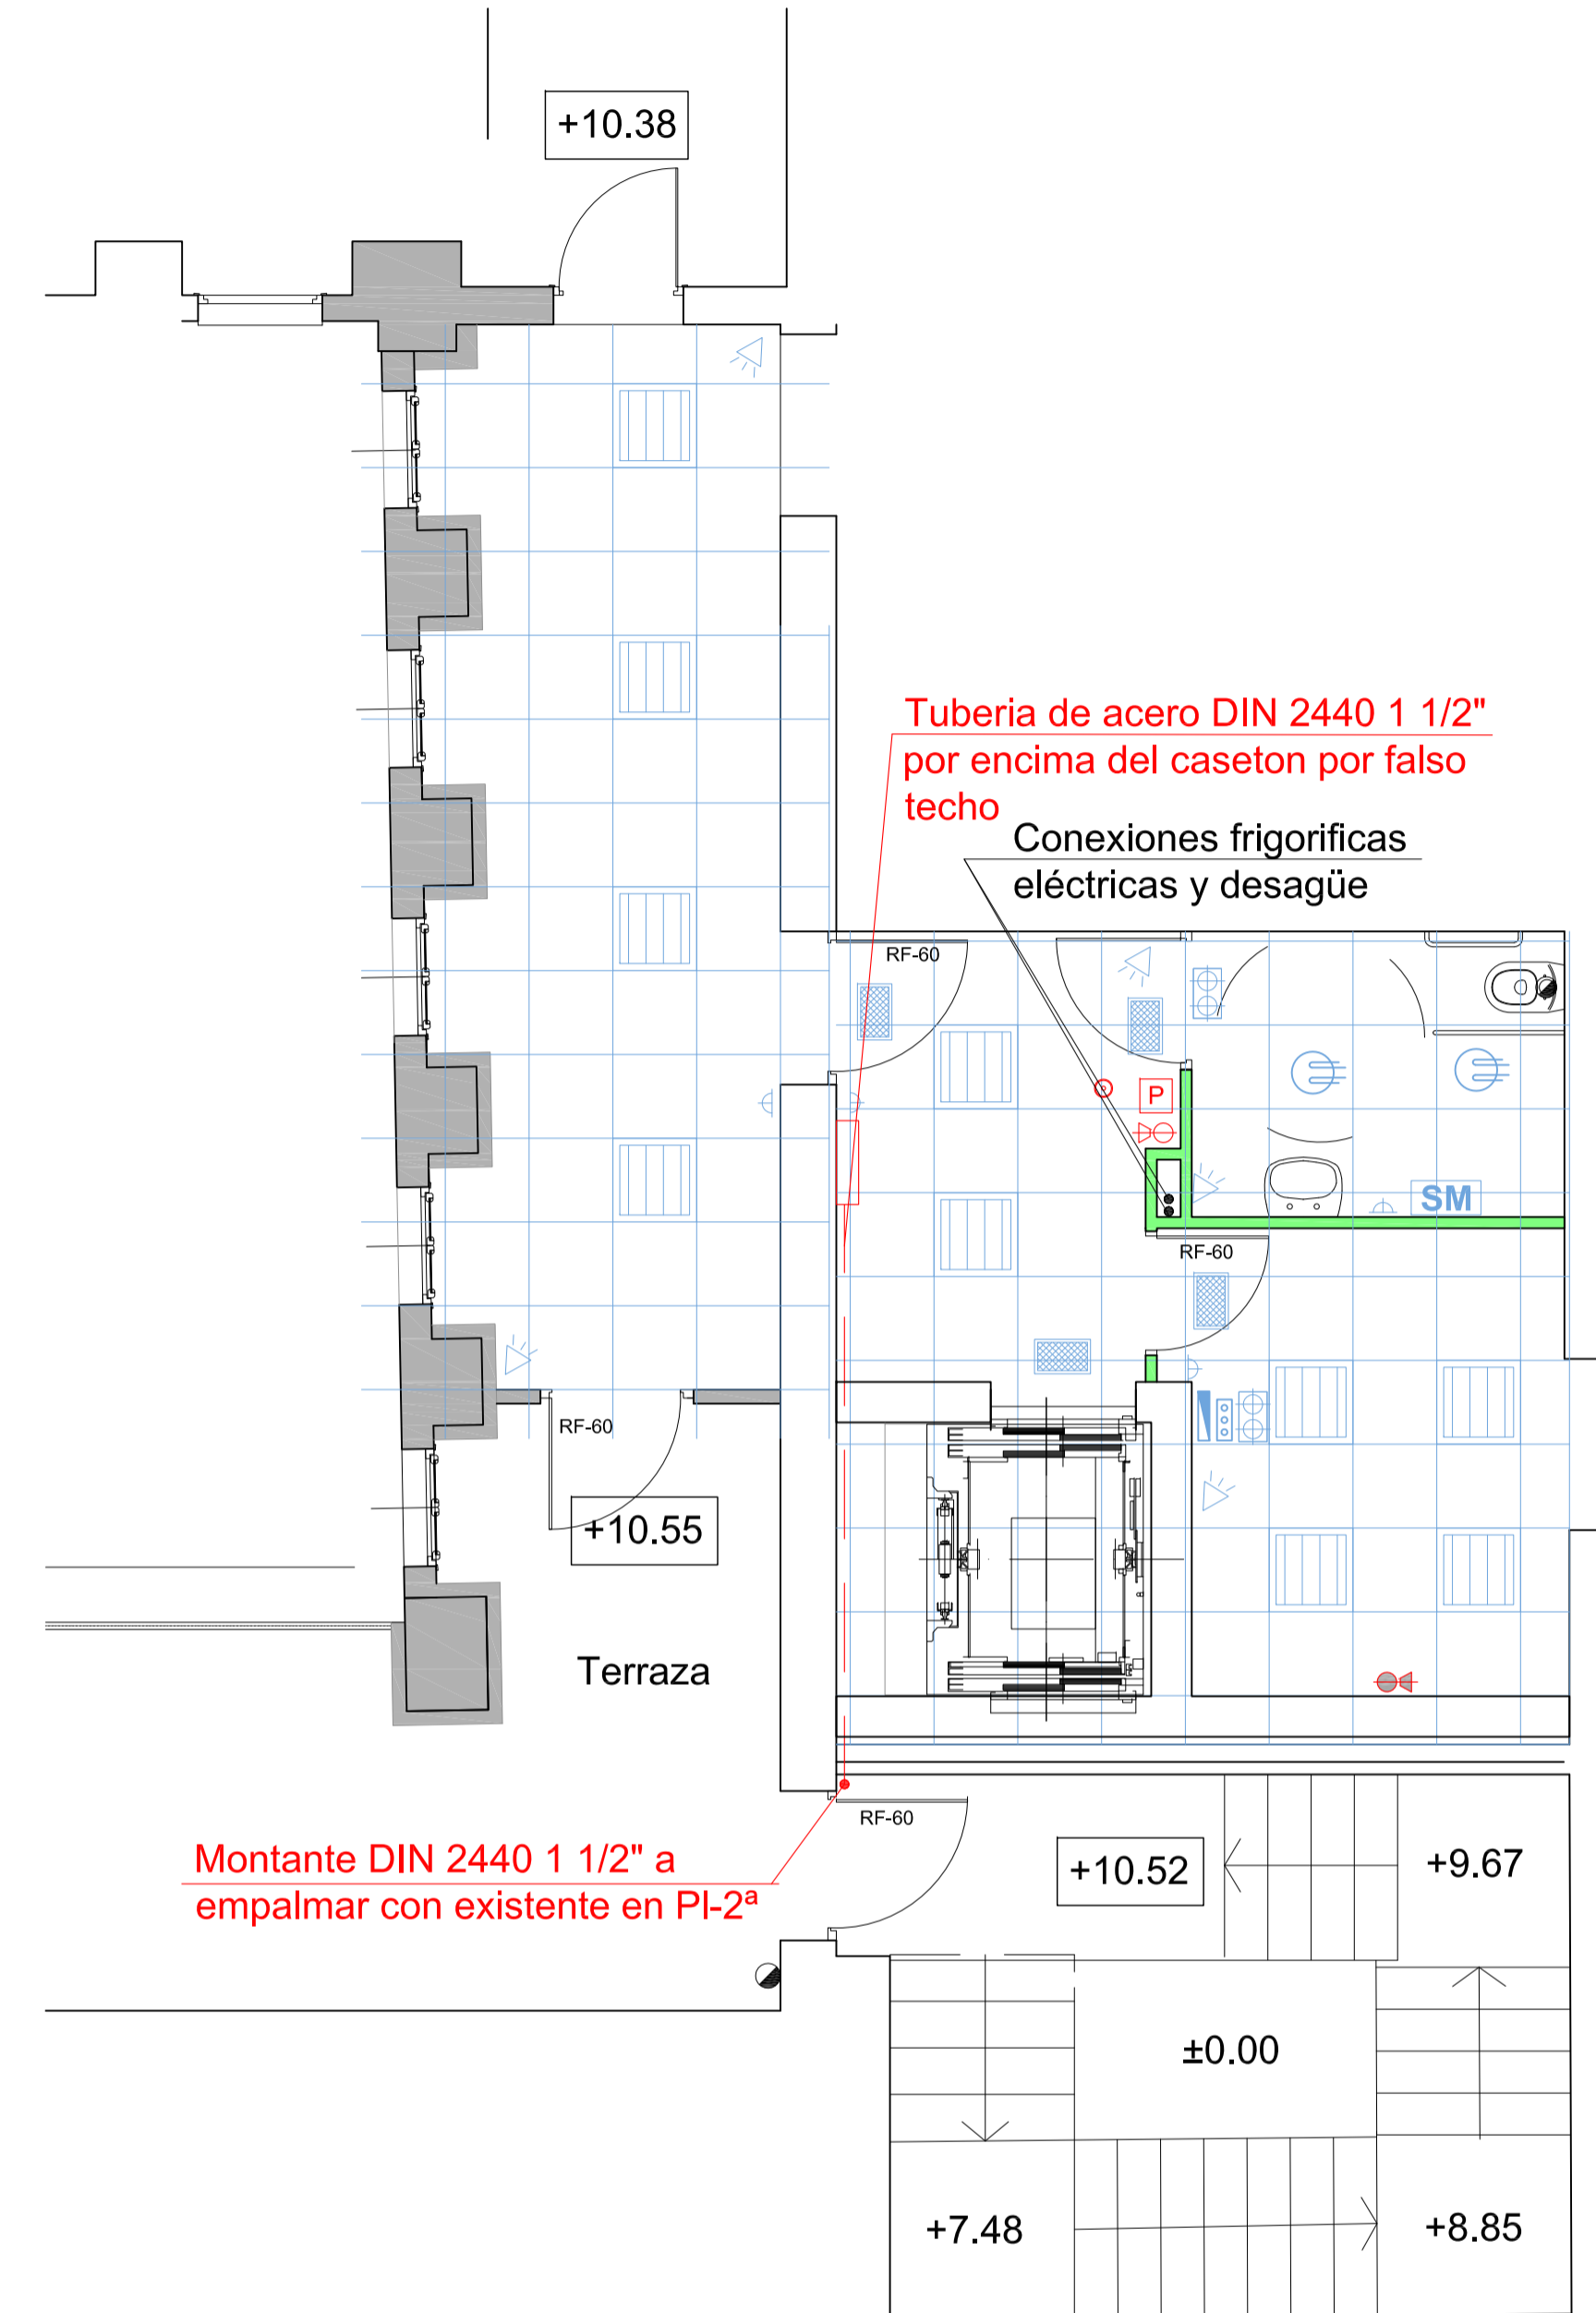 +10.38
Tuberia de acero DIN 2440 1 1/2"
por encima del caseton por falso
techo
Conexiones frigorificas
eléctricas y desagüe
RF-60
P
SM
RF-60
RF-60
+10.55
Terraza
RF-60
Montante DIN 2440 1 1/2" a
empalmar con existente en Pl-2ª
+10.52
+9.67
±0.00
+7.48
+8.85